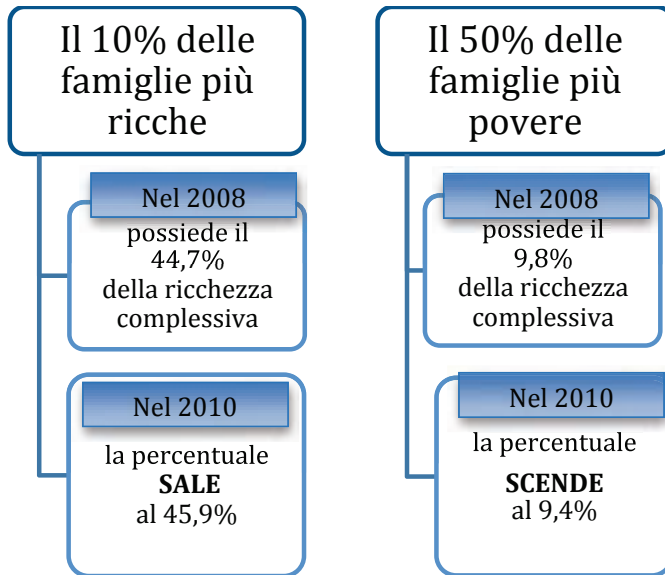 Il 10% delle
famiglie più
ricche
Nel 2008
possiede il
44,7%
della ricchezza
complessiva
Nel 2010
la percentuale
SALE
al 45,9%
Il 50% delle
famiglie più
povere
Nel 2008
possiede il
9,8%
della ricchezza
complessiva
Nel 2010
la percentuale
SCENDE
al 9,4%